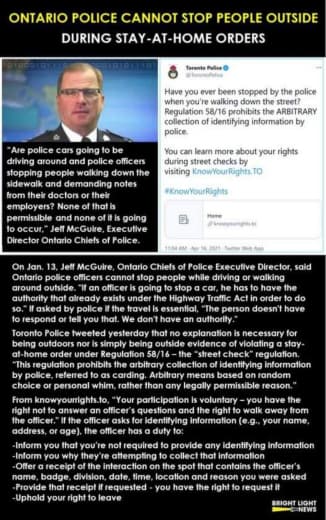 ONTARIO POLICE CANNOT STOP PEOPLE OUTSIDE
DURING STAY-AT-HOME ORDERS
"Are police cars going to be
driving around and police officers
stopping people walking down the
sidewalk and demanding notes
from their doctors or their
employers? None of that is
permissible and none of it is going
to occur," Jeff McGuire, Executive
Director Ontario Chiefs of Police.
Toronto Police
@TorontoPolice
Have you ever been stopped by the police
when you're walking down the street?
Regulation 58/16 prohibits the ARBITRARY
collection of identifying information by
police.
You can learn more about your rights
during street checks by
visiting KnowYourRights.TO
#KnowYourRights
Home
knowyourrights.to
11:04 AM · Apr 16, 2021 · Twitter Web App
On Jan. 13, Jeff McGuire, Ontario Chiefs of Police Executive Director, said
Ontario police officers cannot stop people while driving or walking
around outside. "If an officer is going to stop a car, he has to have the
authority that already exists under the Highway Traffic Act in order to do
so." If asked by police if the travel is essential, "The person doesn't have
to respond or tell you that. We don't have an authority."
Toronto Police tweeted yesterday that no explanation is necessary for
being outdoors nor is simply being outside evidence of violating a stay-
at-home order under Regulation 58/16 – the "street check" regulation.
"This regulation prohibits the arbitrary collection of identifying information
by police, referred to as carding. Arbitrary means based on random
choice or personal whim, rather than any legally permissible reason."
From knowyourrights.to, "Your participation is voluntary – you have the
right not to answer an officer's questions and the right to walk away from
the officer." If the officer asks for identifying information (e.g., your name,
address, or age), the officer has a duty to:
-Inform you that you're not required to provide any identifying information
-Inform you why they're attempting to collect that information
-Offer a receipt of the interaction on the spot that contains the officer's
name, badge, division, date, time, location and reason you were asked
-Provide that receipt if requested - you have the right to request it
-Uphold your right to leave
BRIGHT LIGHT
NEWS